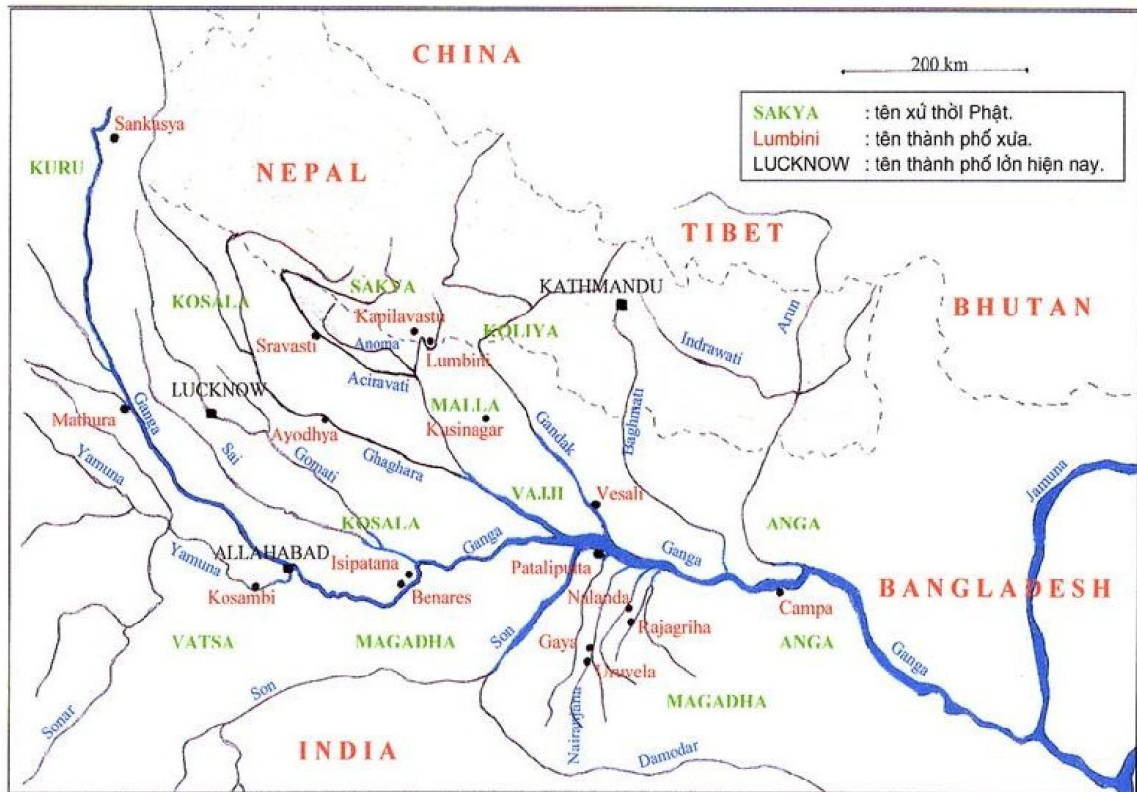 CHINA
200 km
SAKYA : tên xứ thời Phật.
Lumbini : tên thành phố xưa.
LUCKNOW : tên thành phố lớn hiện nay.
Sankasya
KURU
NEPAL
TIBET
SAKYA
KATHMANDU
KOSALA
Kapilavastu
Arun
BHUTAN
Sravasti
Anoma
KOLIYA
Lumbini
Indrawati
Aciravati
LUCKNOW
MALLA
Mathura
Ganga
Ayodhya
Kusinagar
Gandak
Baghmati
Yamuna
Sai
Gomati
Ghaghara
Jamuna
VAJJI
Vesali
KOSALA
ANGA
Ganga
Ganga
ALLAHABAD
Isipatana
Pataliputta
Yamuna
Kosambi
Benares
Nalanda
Campa
BANGLADESH
VATSA
MAGADHA
Son
Gaya
Rajagriha
ANGA
Uruvela
Ganga
Son
MAGADHA
Sonar
Nairanjana
INDIA
Damodar